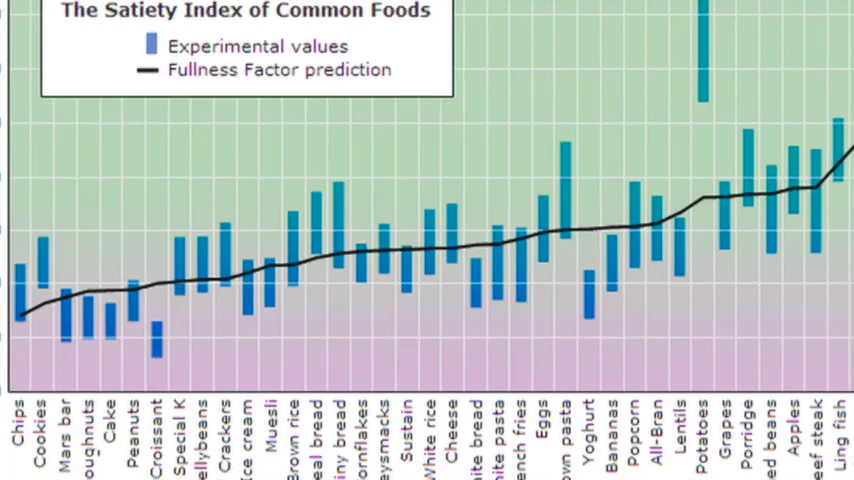 The Satiety Index of Common Foods
Experimental values
Fullness Factor prediction
Chips
Cookies
Mars bar
oughnuts
Cake
Peanuts
Croissant
Special K
ellybeans
Crackers
Ice cream
Muesli
Brown rice
eal bread
iny bread
ornflakes
eysmacks
Sustain
White rice
Cheese
ite bread
ite pasta
ench fries
Eggs
own pasta
Yoghurt
Bananas
Popcorn
All-Bran
Lentils
Potatoes
Grapes
Porridge
ed beans
Apples
eef steak
Ling fish